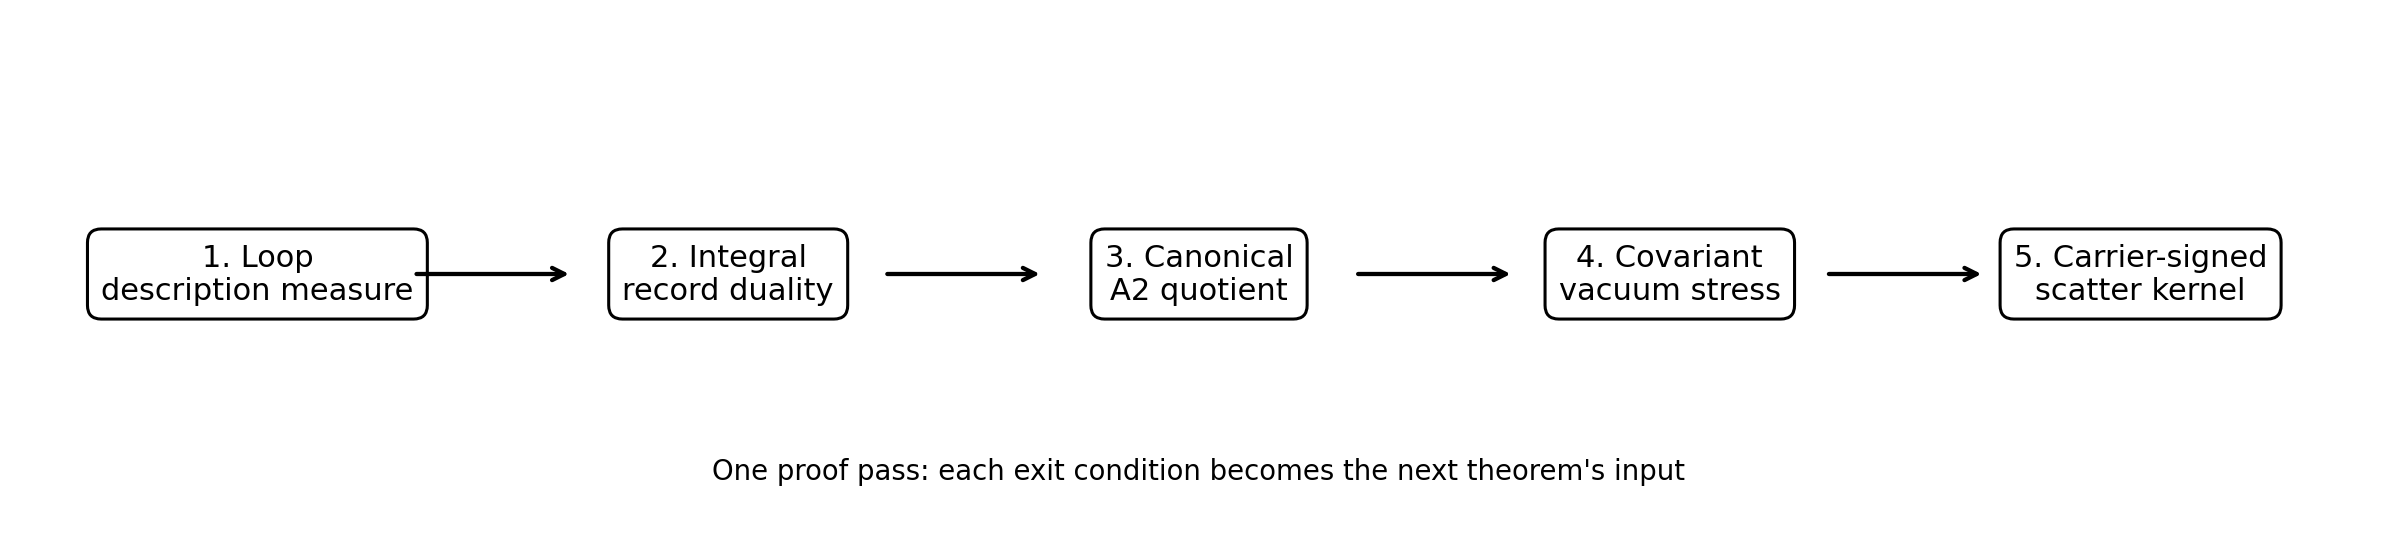 1. Loop
description measure
2. Integral
record duality
3. Canonical
A2 quotient
4. Covariant
vacuum stress
5. Carrier-signed
scatter kernel
One proof pass: each exit condition becomes the next theorem's input